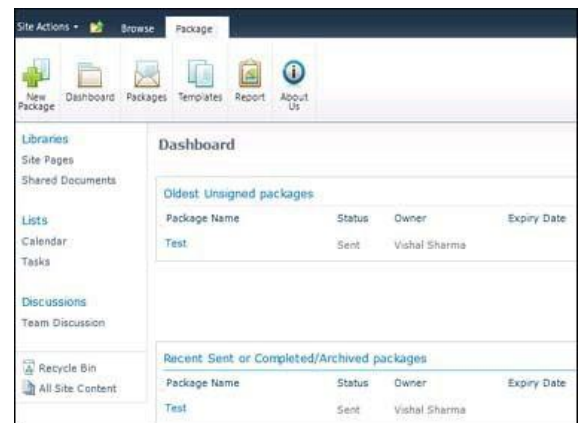 Site Actions Browse Package
New Package Dashboard Packages Templates Report About Us
Libraries
Site Pages
Shared Documents
Lists
Calendar
Tasks
Discussions
Team Discussion
Recycle Bin
All Site Content
Dashboard
Oldest Unsigned packages
Package Name Status Owner Expiry Date
Test Sent Vishal Sharma
Recent Sent or Completed/Archived packages
Package Name Status Owner Expiry Date
Test Sent Vishal Sharma